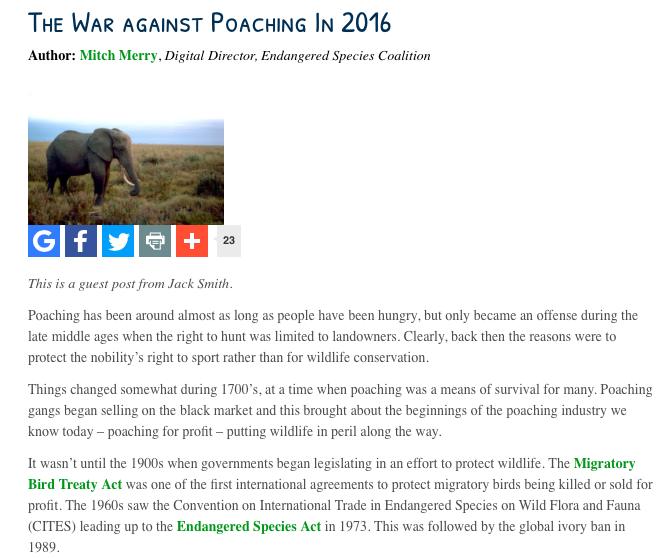 The War against Poaching In 2016
Author: Mitch Merry, Digital Director, Endangered Species Coalition
G f 23
This is a guest post from Jack Smith.
Poaching has been around almost as long as people have been hungry, but only became an offense during the
late middle ages when the right to hunt was limited to landowners. Clearly, back then the reasons were to
protect the nobility’s right to sport rather than for wildlife conservation.
Things changed somewhat during 1700’s, at a time when poaching was a means of survival for many. Poaching
gangs began selling on the black market and this brought about the beginnings of the poaching industry we
know today – poaching for profit – putting wildlife in peril along the way.
It wasn’t until the 1900s when governments began legislating in an effort to protect wildlife. The Migratory
Bird Treaty Act was one of the first international agreements to protect migratory birds being killed or sold for
profit. The 1960s saw the Convention on International Trade in Endangered Species on Wild Flora and Fauna
(CITES) leading up to the Endangered Species Act in 1973. This was followed by the global ivory ban in
1989.